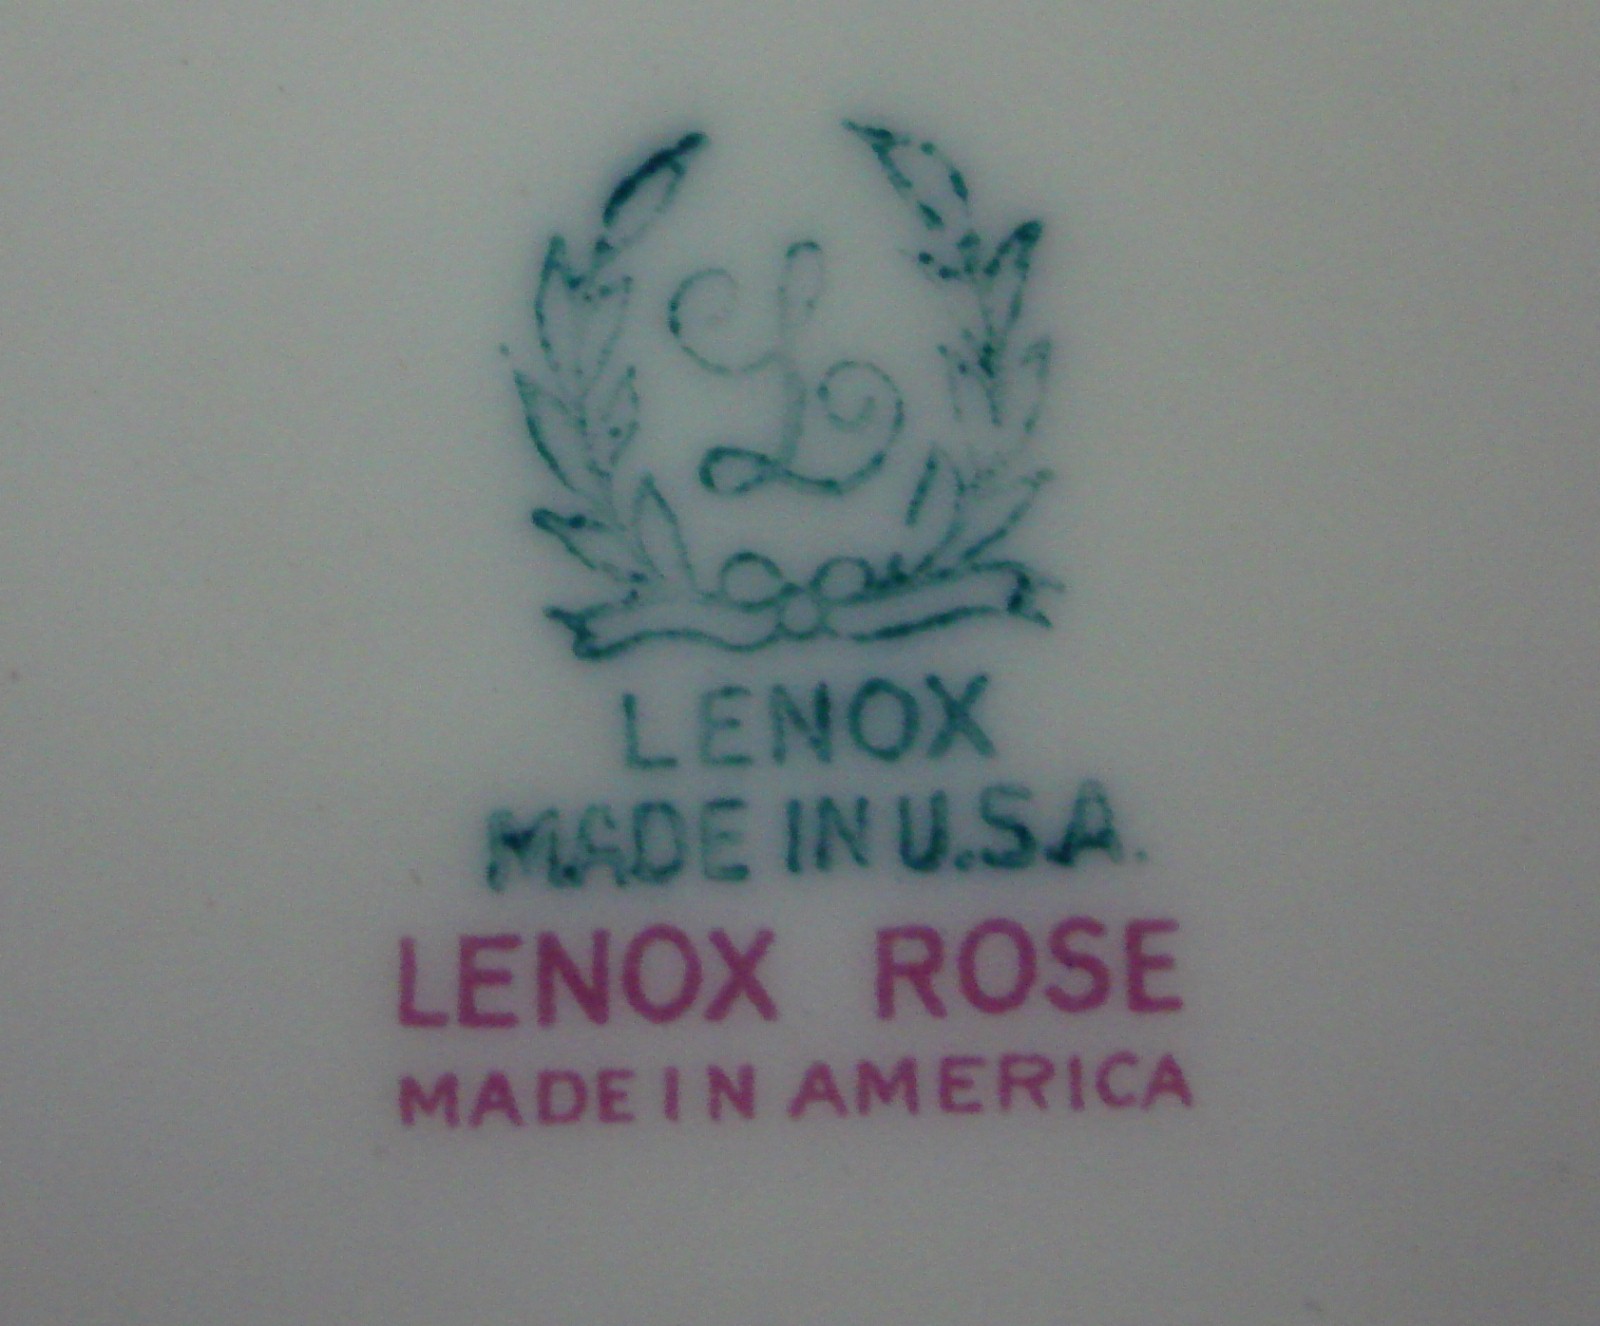 L
LENOX
MADE IN U.S.A.
LENOX ROSE
MADE IN AMERICA